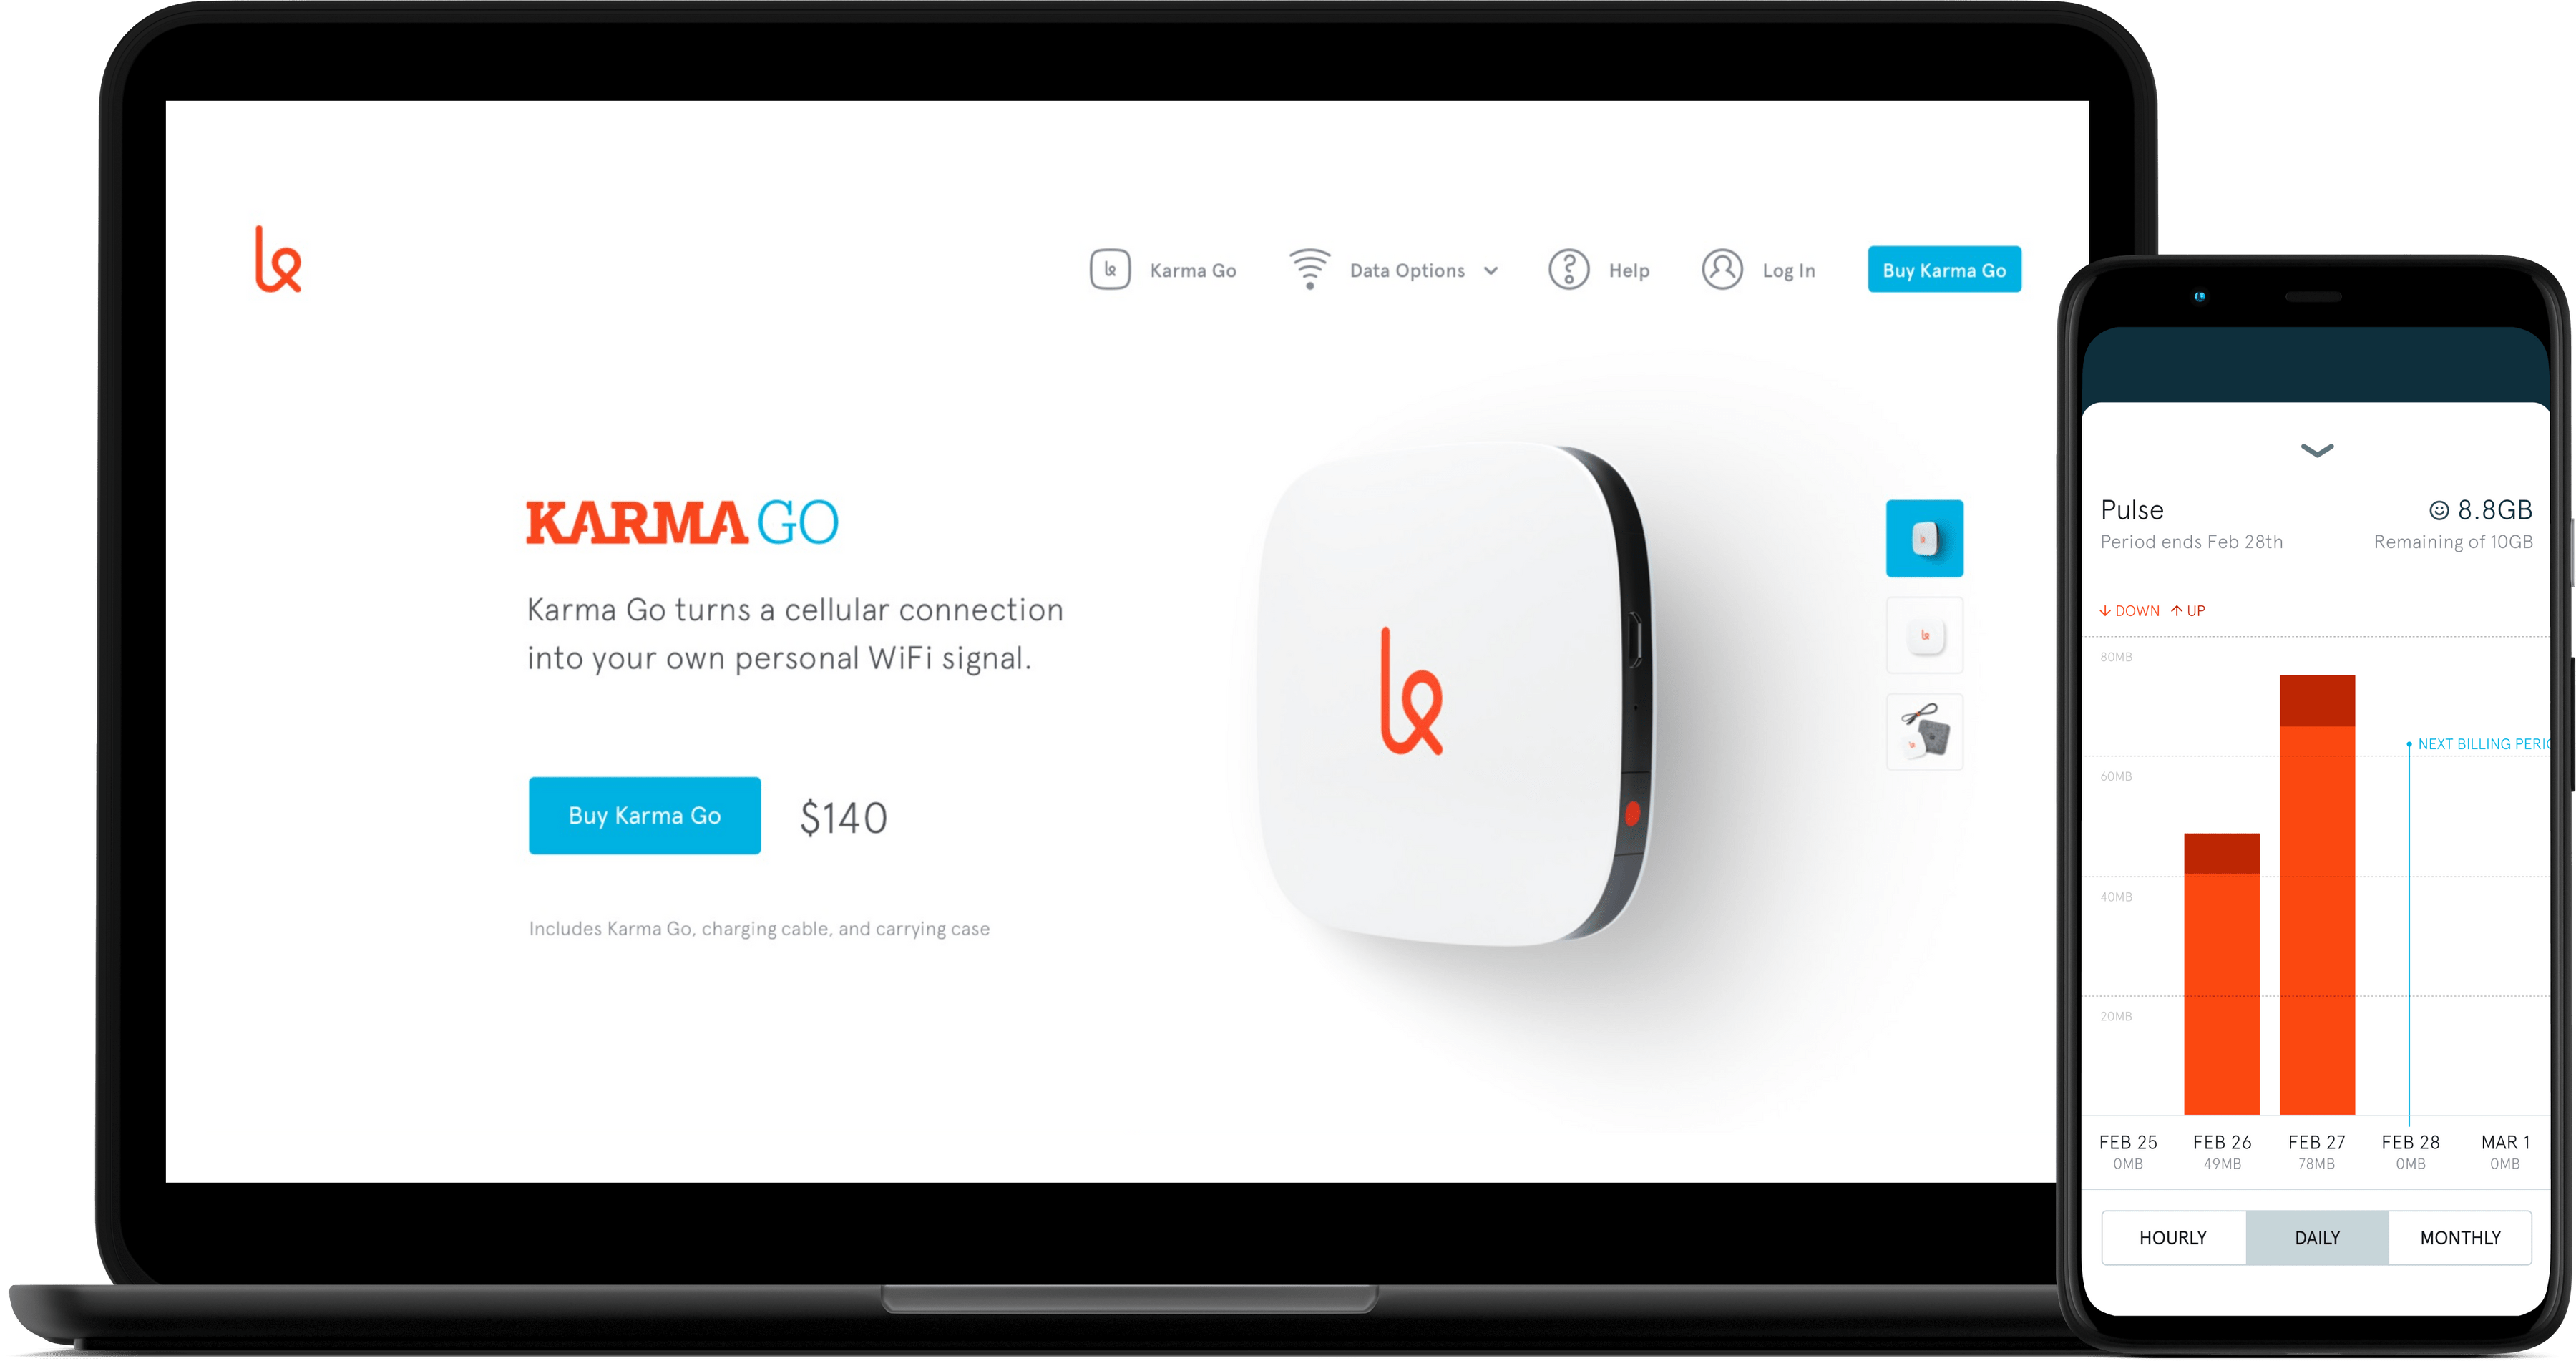 Karma Go
Data Options
Help
Log In
Buy Karma Go
KARMA GO
Karma Go turns a cellular connection
into your own personal WiFi signal.
Buy Karma Go
$140
Includes Karma Go, charging cable, and carrying case
Pulse
8.8GB
Period ends Feb 28th
Remaining of 10GB
↓ DOWN ↑ UP
80MB
NEXT BILLING PERIO
60MB
40MB
20MB
FEB 25 FEB 26 FEB 27 FEB 28 MAR 1
0MB 49MB 78MB 0MB 0MB
HOURLY DAILY MONTHLY